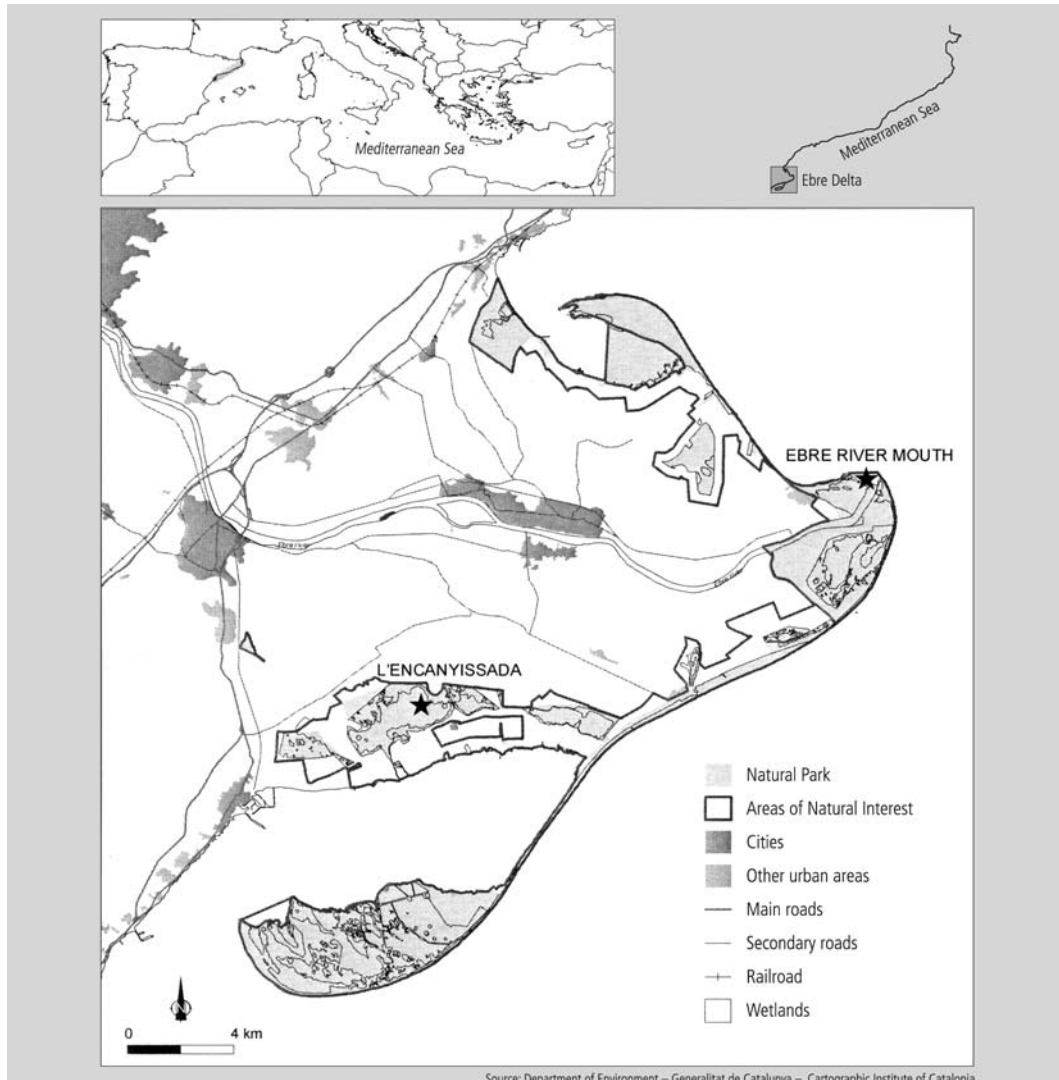 Mediterranean Sea
Mediterranean Sea
Ebre Delta
EBRE RIVER MOUTH
L'ENCANYISSADA
Natural Park
Areas of Natural Interest
Cities
Other urban areas
Main roads
Secondary roads
Railroad
Wetlands
N
0 4 km
Source: Department of Environment – Generalitat de Catalunya – Cartographic Institute of Catalonia